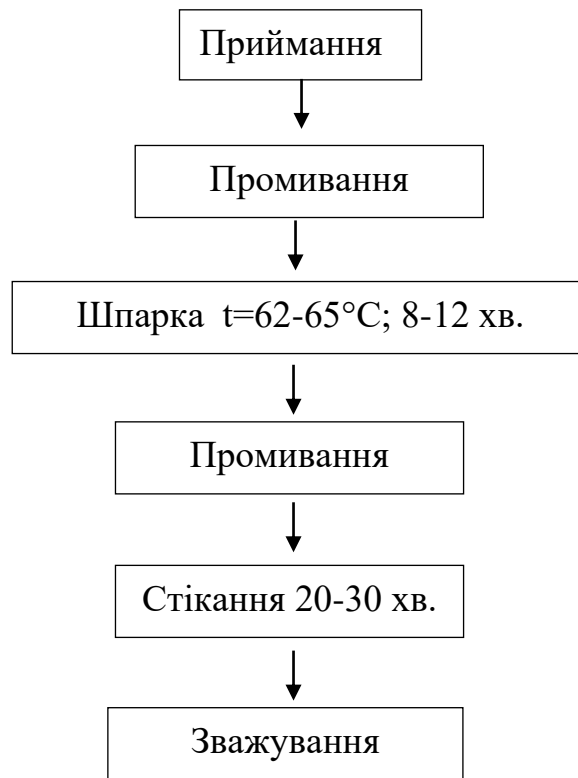 Приймання
Промивання
Шпарка t=62-65°С; 8-12 хв.
Промивання
Стікання 20-30 хв.
Зважування